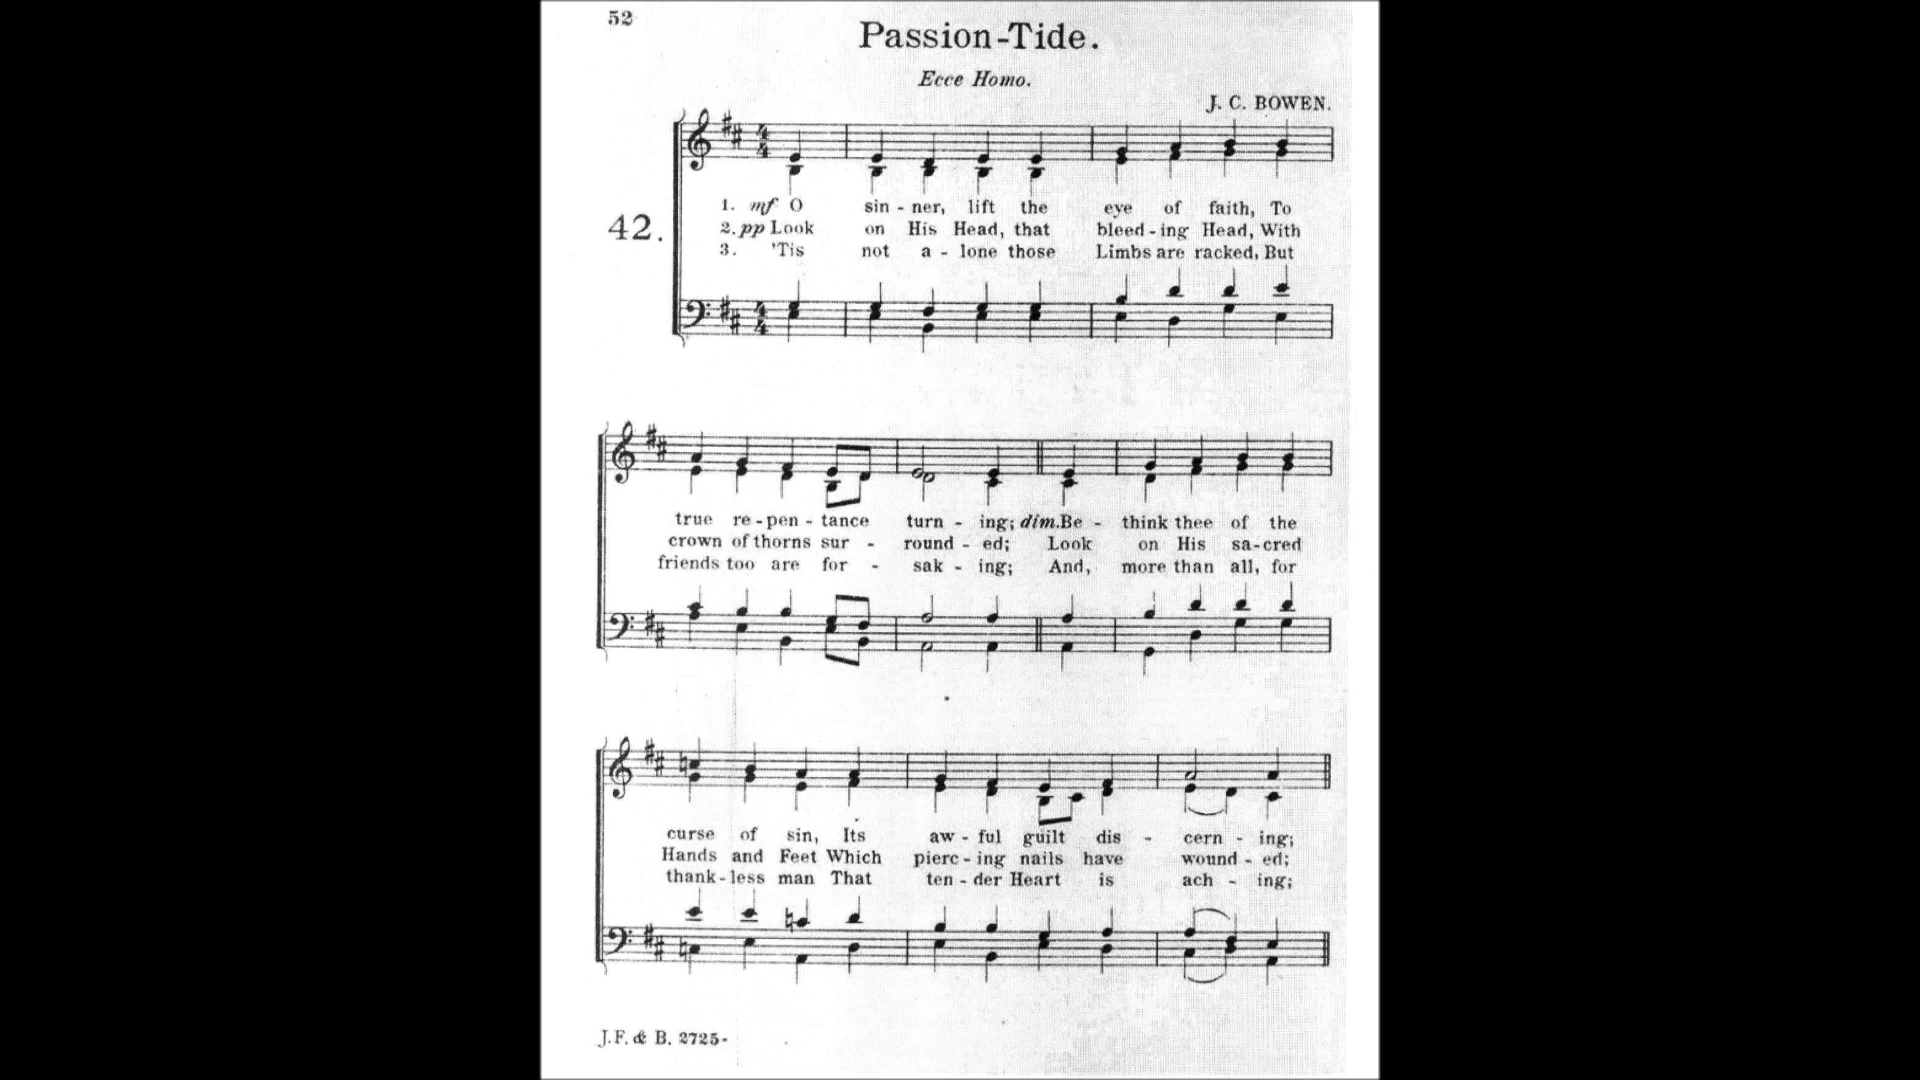 52
Passion-Tide.
Ecce Homo.
J. C. BOWEN.
42.
1. mf O sin - ner, lift the eye of faith, To
2. pp Look on His Head, that bleed - ing Head, With
3. 'Tis not a - lone those Limbs are racked, But
true re - pen - tance turn - ing; dim. Be - think thee of the
crown of thorns sur - round - ed; Look on His sa - cred
friends too are for - sak - ing; And, more than all, for
curse of sin, Its aw - ful guilt dis - cern - ing;
Hands and Feet Which pierc - ing nails have wound - ed;
thank - less man That ten - der Heart is ach - ing;
J.F. & B. 2725-